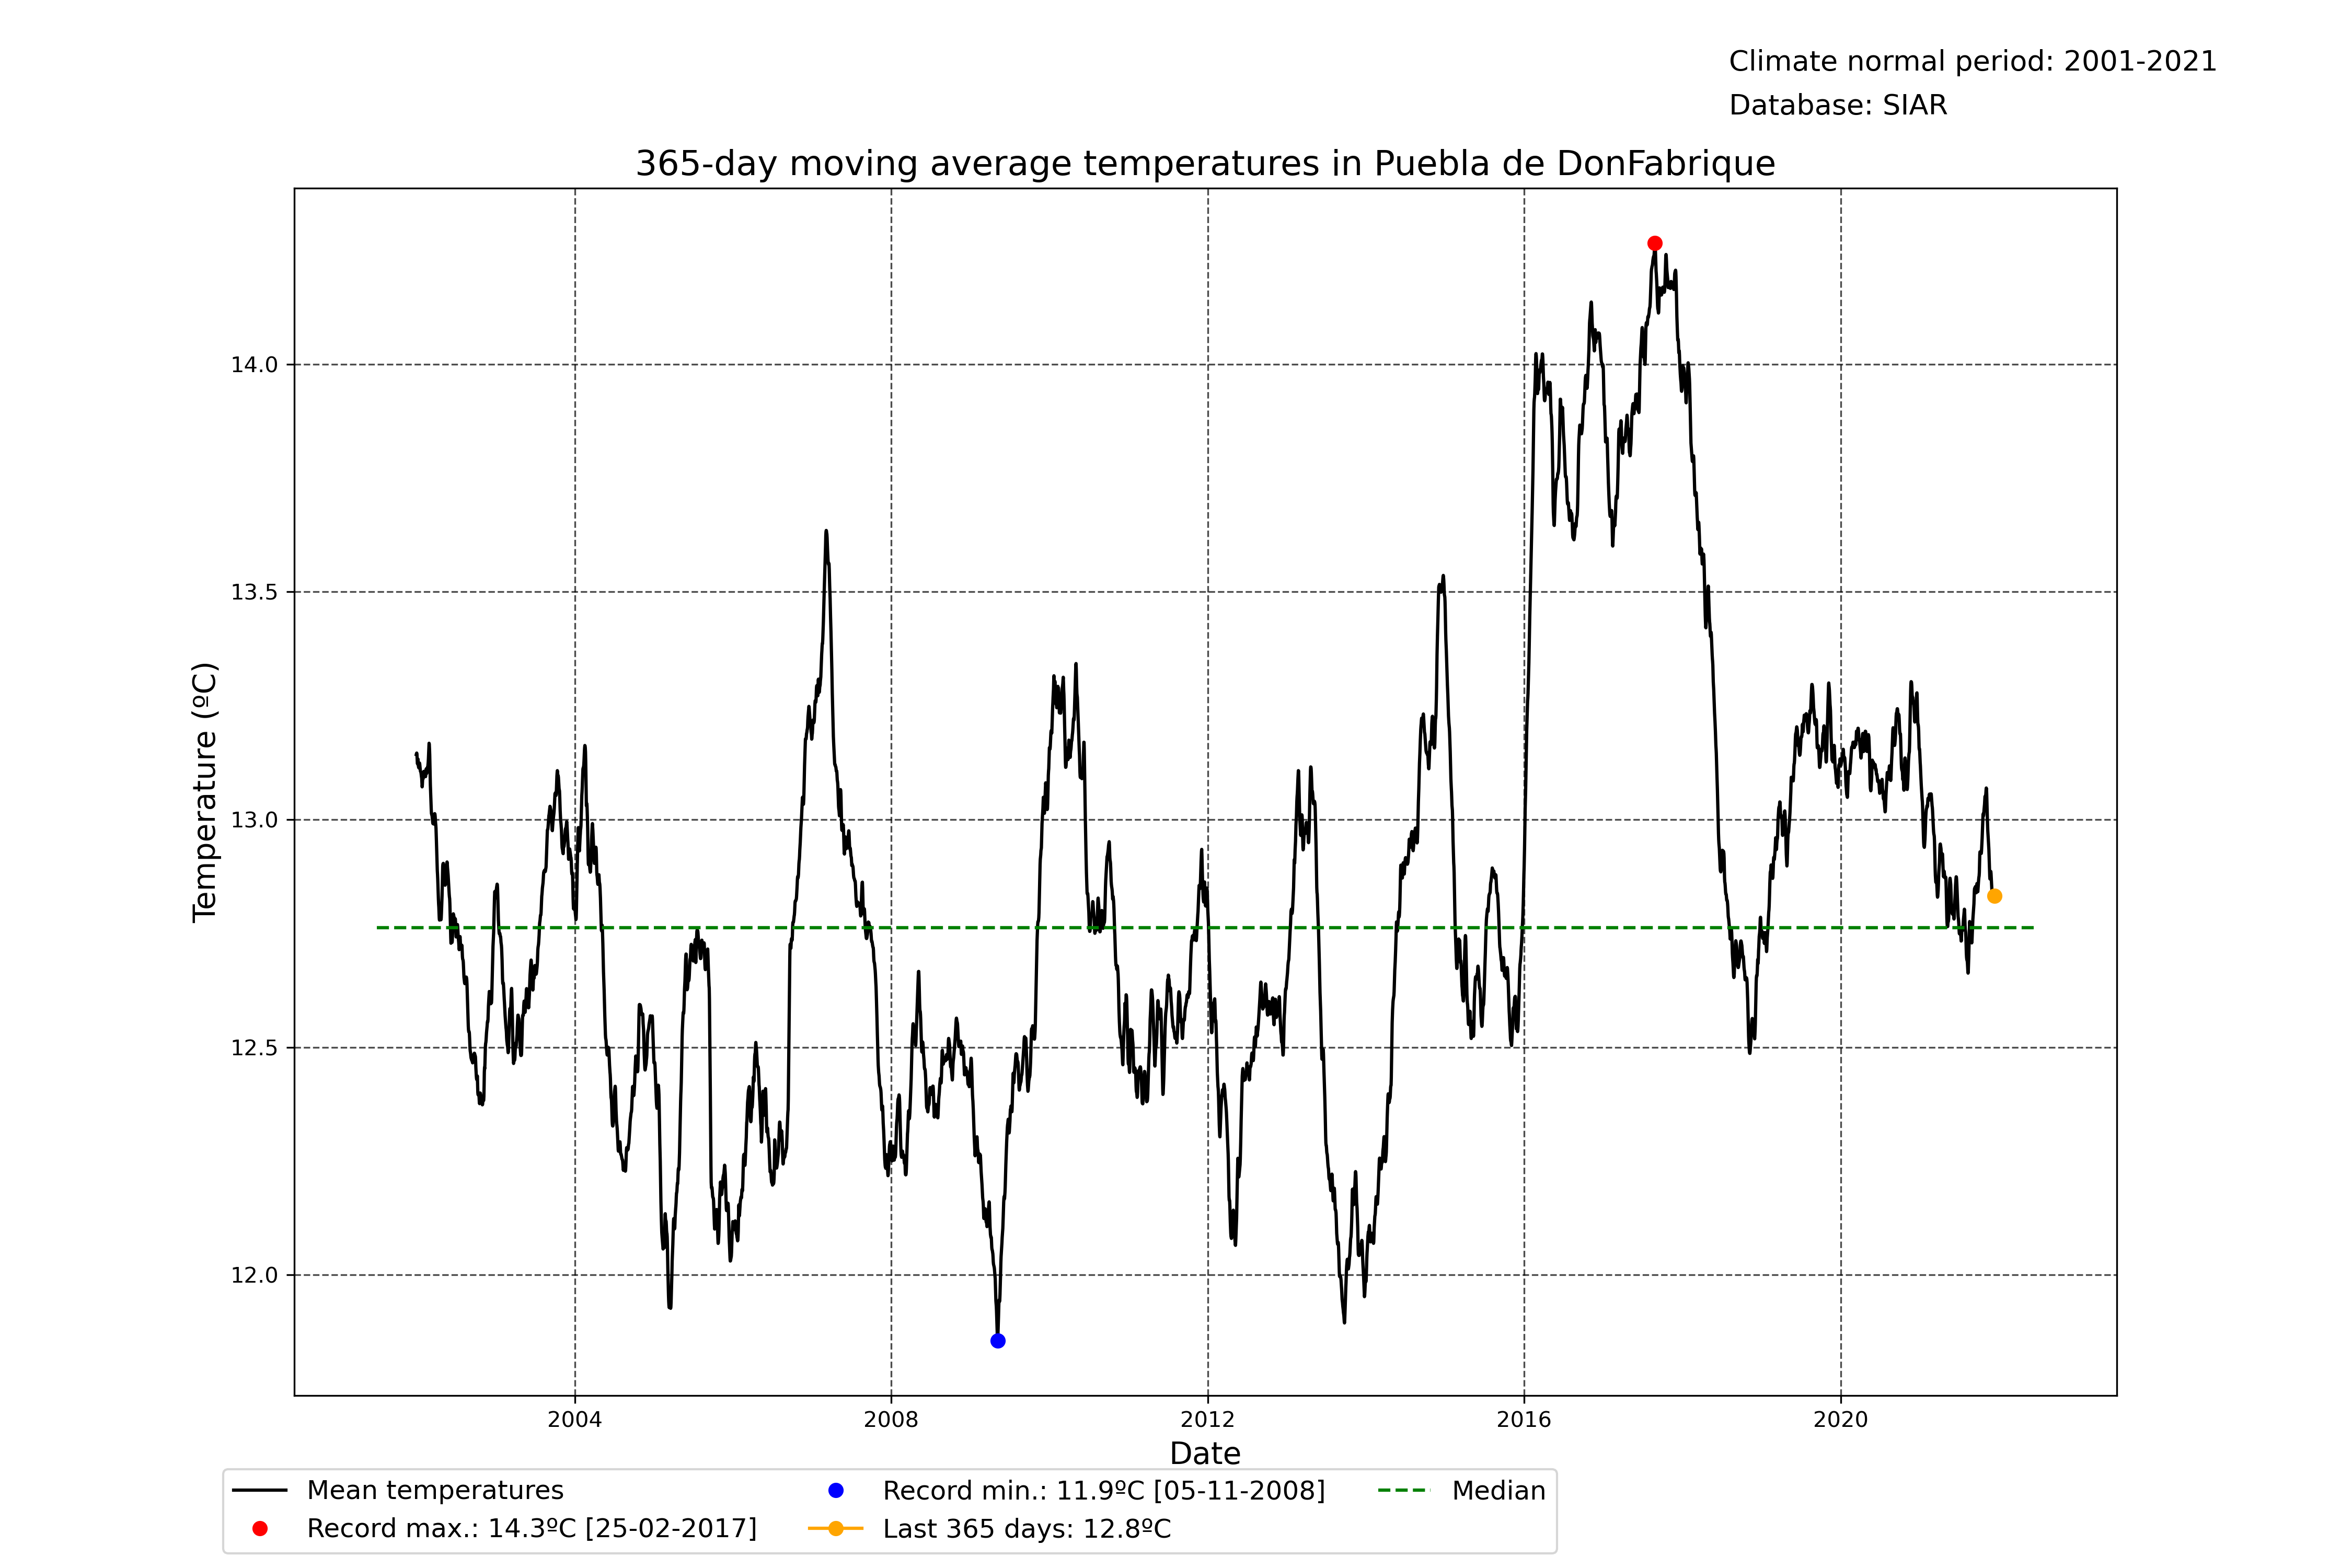 Climate normal period: 2001-2021
Database: SIAR
365-day moving average temperatures in Puebla de DonFabrique
Temperature (ºC)
14.0
13.5
13.0
12.5
12.0
2004 2008 2012 2016 2020
Date
Mean temperatures
Record max.: 14.3ºC [25-02-2017]
Record min.: 11.9ºC [05-11-2008]
Last 365 days: 12.8ºC
Median